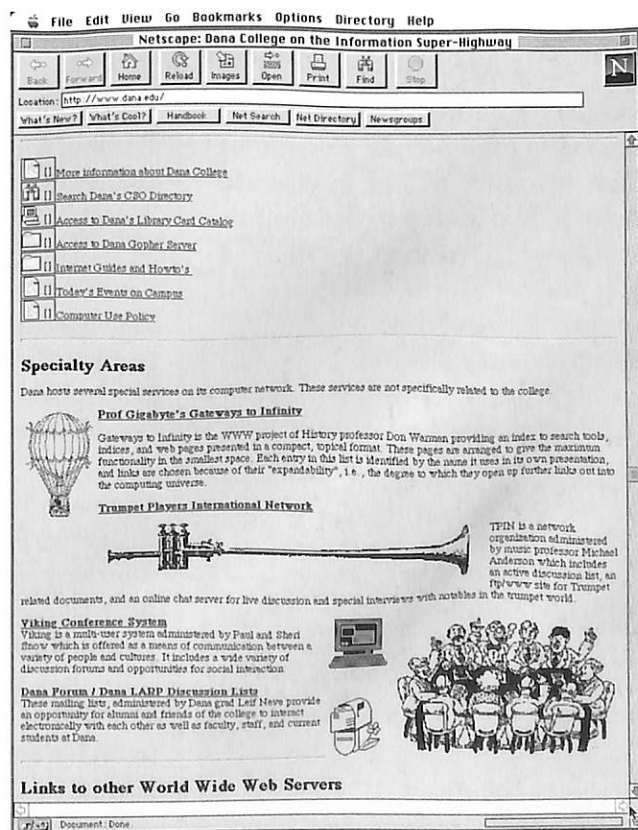 File Edit View Go Bookmarks Options Directory Help
Netscape: Dana College on the Information Super-Highway
Back Forward Home Reload Images Open Print Find Stop
N
Location: http://www.dana.edu/
What's New? What's Cool? Handbook Net Search Net Directory Newsgroups
[] More information about Dana College
[] Search Dana's CSO Directory
[] Access to Dana's Library Card Catalog
[] Access to Dana Gopher Server
[] Internet Guides and Howto's
[] Today's Events on Campus
[] Computer Use Policy
Specialty Areas
Dana hosts several special services on its computer network. These services are not specifically related to the college.
Prof Gigabyte's Gateways to Infinity
Gateways to Infinity is the WWW project of History professor Don Warman providing an index to search tools,
indices, and web pages presented in a compact, topical format. These pages are arranged to give the maximum
functionality in the smallest space. Each entry in this list is identified by the name it uses in its own presentation,
and links are chosen because of their "expandability", i.e., the degree to which they open up further links out into
the computing universe.
Trumpet Players International Network
TPIN is a network
organization administered
by music professor Michael
Anderson which includes
an active discussion list, an
ftp/www site for Trumpet
related documents, and an online chat server for live discussion and special interviews with notables in the trumpet world.
Viking Conference System
Viking is a multi-user system administered by Paul and Sheri
Snow which is offered as a means of communication between a
variety of people and cultures. It includes a wide variety of
discussion forums and opportunities for social interaction.
Dana Forum / Dana LARP Discussion Lists
These mailing lists, administered by Dana grad Leif Neve provide
an opportunity for alumni and friends of the college to interact
electronically with each other as well as faculty, staff, and current
students at Dana.
Links to other World Wide Web Servers
Document: Done